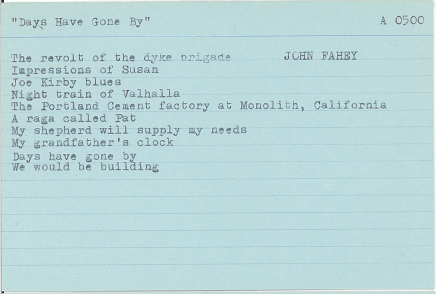 "Days Have Gone By" A 0500
The revolt of the dyke brigade JOHN FAHEY
Impressions of Susan
Joe Kirby blues
Night train of Valhalla
The Portland Cement factory at Monolith, California
A raga called Pat
My shepherd will supply my needs
My grandfather's clock
Days have gone by
We would be building